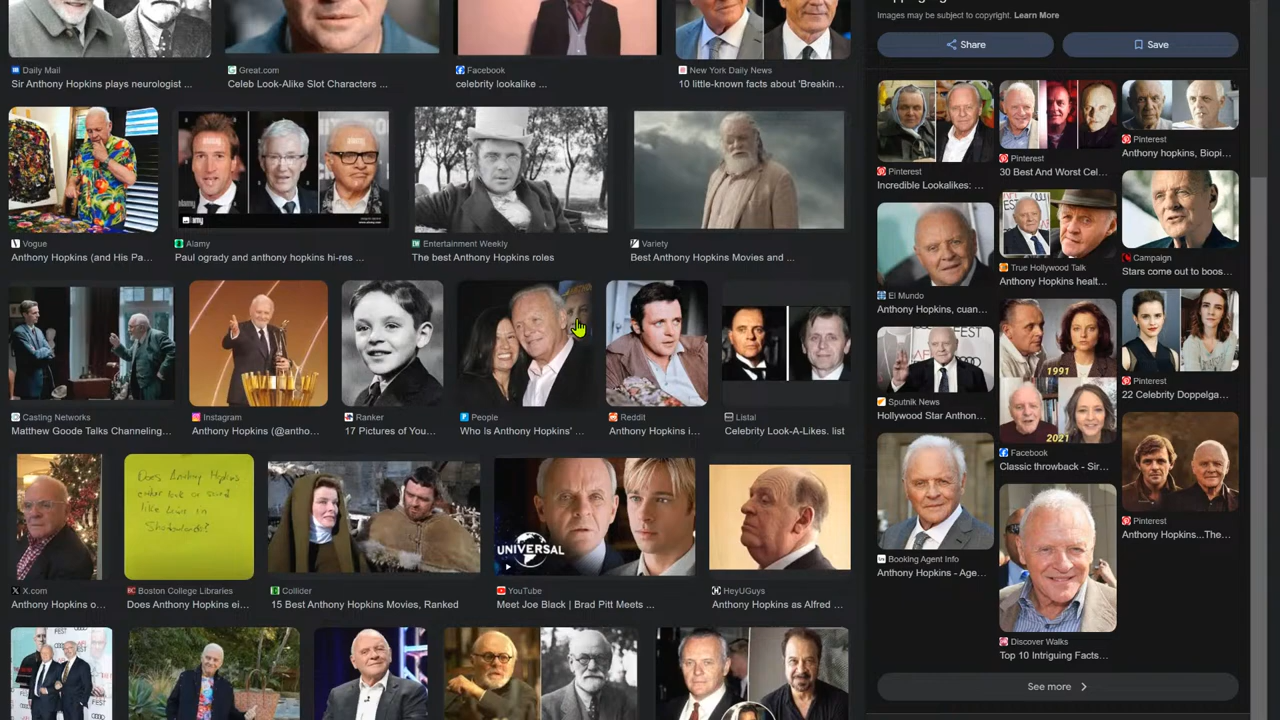 Images may be subject to copyright. Learn More
Share
Save
Daily Mail
Sir Anthony Hopkins plays neurologist ...
Great.com
Celeb Look-Alike Slot Characters ...
Facebook
celebrity lookalike ...
New York Daily News
10 little-known facts about 'Breakin...
Vogue
Anthony Hopkins (and His Pa...
alamy
Alamy
Paul ogrady and anthony hopkins hi-res ...
Entertainment Weekly
The best Anthony Hopkins roles
Variety
Best Anthony Hopkins Movies and ...
Casting Networks
Matthew Goode Talks Channeling...
Instagram
Anthony Hopkins (@antho...
Ranker
17 Pictures of You...
People
Who Is Anthony Hopkins' ...
Reddit
Anthony Hopkins i...
Listal
Celebrity Look-A-Likes. list
X.com
Anthony Hopkins o...
Does Anthony Hopkins
either look or sound
like Lewis in
Shadowlands?
Boston College Libraries
Does Anthony Hopkins ei...
Collider
15 Best Anthony Hopkins Movies, Ranked
UNIVERSAL
YouTube
Meet Joe Black | Brad Pitt Meets ...
HeyUGuys
Anthony Hopkins as Alfred ...
Pinterest
Incredible Lookalikes: ...
Pinterest
30 Best And Worst Cel...
Pinterest
Anthony hopkins, Biopi...
El Mundo
Anthony Hopkins, cuan...
True Hollywood Talk
Anthony Hopkins healt...
Campaign
Stars come out to boos...
Sputnik News
Hollywood Star Anthon...
1991
2021
Facebook
Classic throwback - Sir...
Pinterest
22 Celebrity Doppelga...
Booking Agent Info
Anthony Hopkins - Age...
Pinterest
Anthony Hopkins...The...
Discover Walks
Top 10 Intriguing Facts...
See more